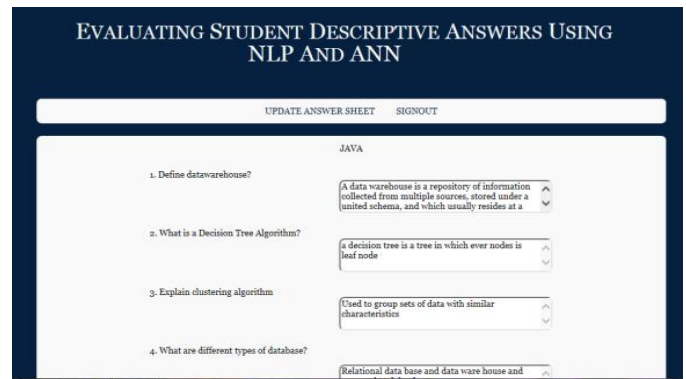 EVALUATING STUDENT DESCRIPTIVE ANSWERS USING
NLP AND ANN
UPDATE ANSWER SHEET SIGNOUT
JAVA
1. Define datawarehouse?
A data warehouse is a repository of information
collected from multiple sources, stored under a
united schema, and which usually resides at a
2. What is a Decision Tree Algorithm?
a decision tree is a tree in which ever nodes is
leaf node
3. Explain clustering algorithm
Used to group sets of data with similar
characteristics
4. What are different types of database?
Relational data base and data ware house and